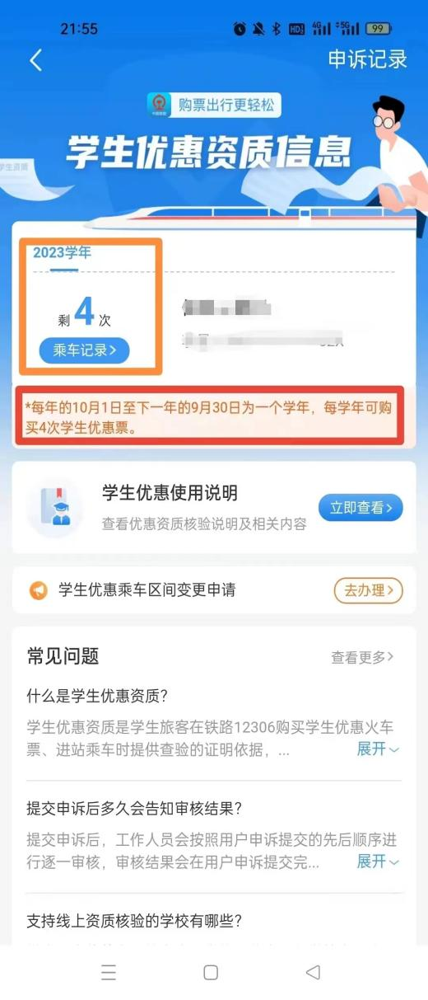 21:55
HD 4G 5G 99
申诉记录
购票出行更轻松
学生优惠资质信息
学生资质
2023学年
剩4次
乘车记录>
*每年的10月1日至下一年的9月30日为一个学年，每学年可购
买4次学生优惠票。
学生优惠使用说明
查看优惠资质核验说明及相关内容
立即查看>
学生优惠乘车区间变更申请
去办理>
常见问题
查看更多>
什么是学生优惠资质？
学生优惠资质是学生旅客在铁路12306购买学生优惠火车
票、进站乘车时提供查验的证明依据，...
展开
提交申诉后多久会告知审核结果？
提交申诉后，工作人员会按照用户申诉提交的先后顺序进
行逐一审核，审核结果会在用户申诉提交完...
展开
支持线上资质核验的学校有哪些？